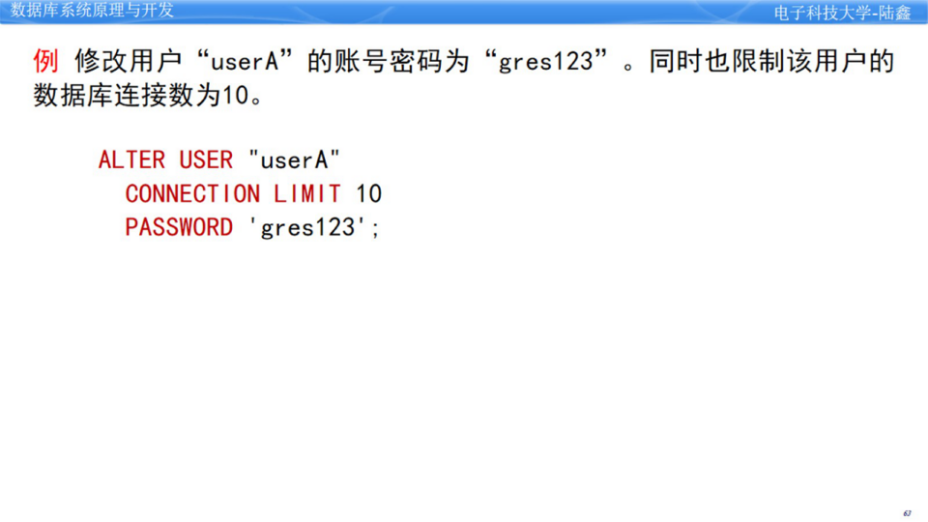 数据库系统原理与开发
电子科技大学-陆鑫
例 修改用户“userA”的账号密码为“gres123”。同时也限制该用户的
数据库连接数为10。
ALTER USER "userA"
CONNECTION LIMIT 10
PASSWORD 'gres123';